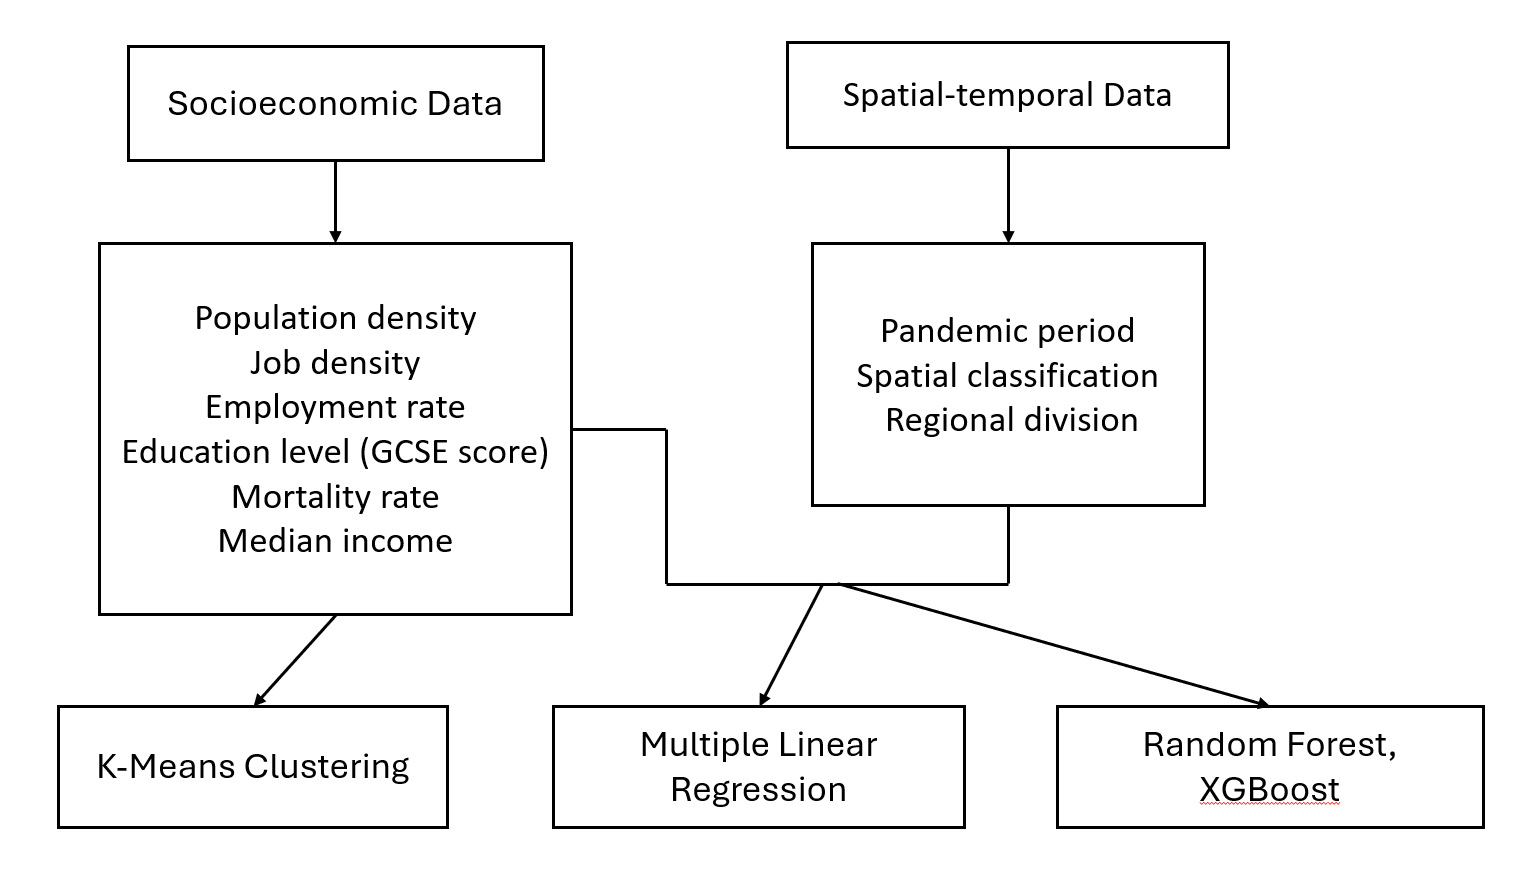 Socioeconomic Data
Spatial-temporal Data
Population density
Job density
Employment rate
Education level (GCSE score)
Mortality rate
Median income
Pandemic period
Spatial classification
Regional division
K-Means Clustering
Multiple Linear
Regression
Random Forest,
XGBoost